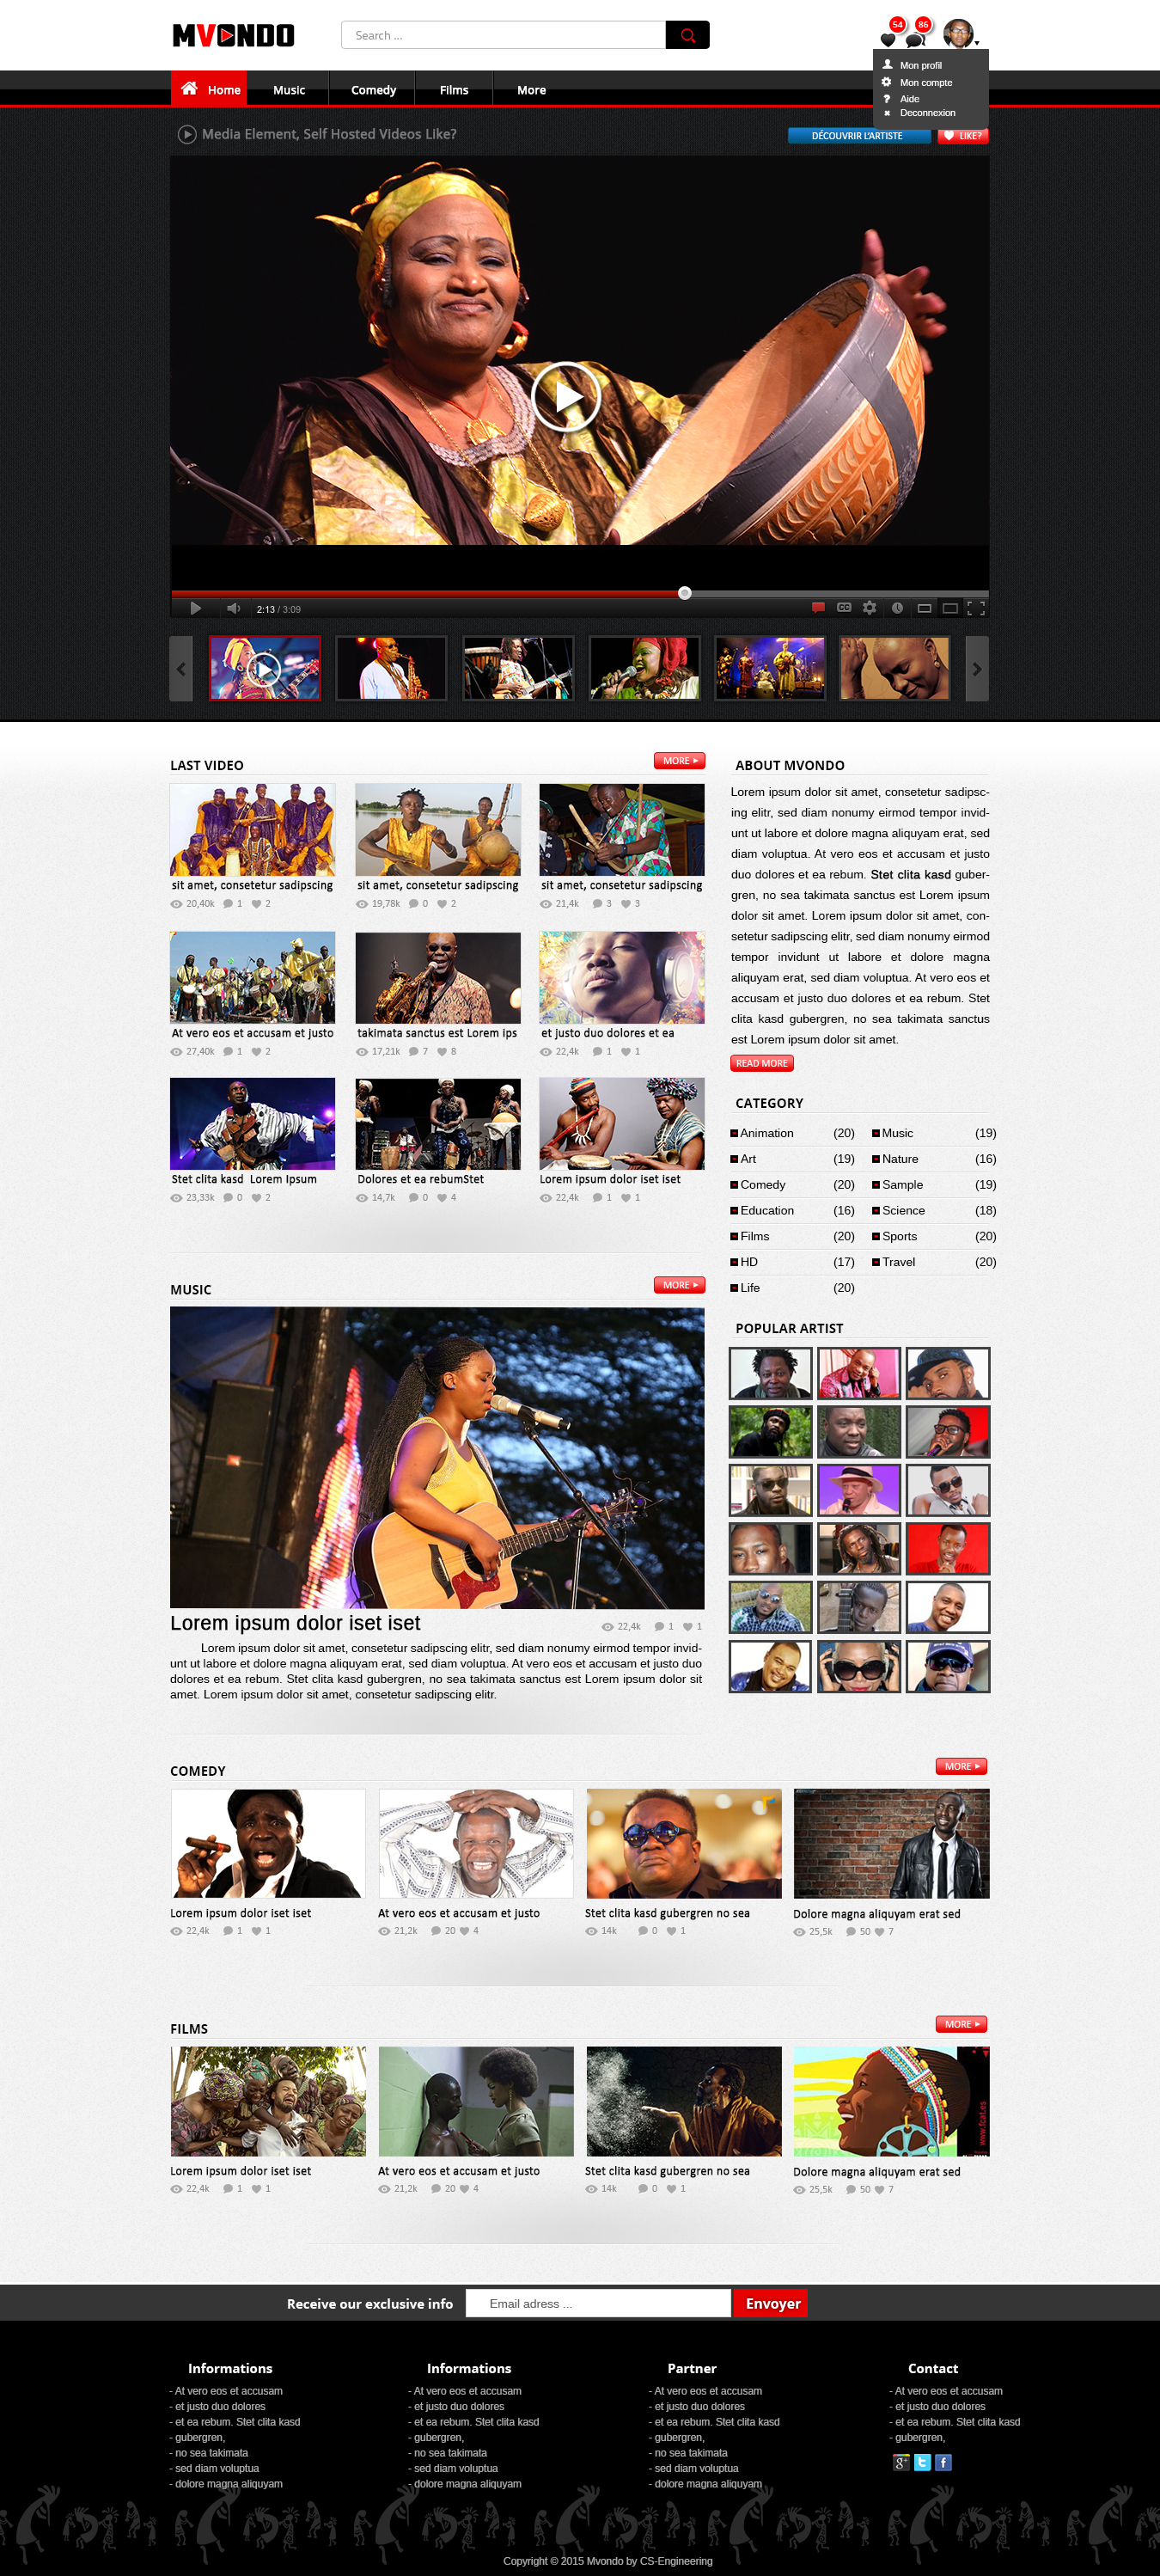 MVONDO
Search ...
54 86
Mon profil
Mon compte
Aide
Deconnexion
Home Music Comedy Films More
Media Element, Self Hosted Videos Like?
DÉCOUVRIR L'ARTISTE
LIKE?
2:13 / 3:09
CC
LAST VIDEO
MORE
sit amet, consetetur sadipscing
20,40k 1 2
sit amet, consetetur sadipscing
19,78k 0 2
sit amet, consetetur sadipscing
21,4k 3 3
At vero eos et accusam et justo
27,40k 1 2
takimata sanctus est Lorem ips
17,21k 7 8
et justo duo dolores et ea
22,4k 1 1
Stet clita kasd Lorem Ipsum
23,33k 0 2
Dolores et ea rebumStet
14,7k 0 4
Lorem ipsum dolor iset iset
22,4k 1 1
ABOUT MVONDO
Lorem ipsum dolor sit amet, consetetur sadipsc-
ing elitr, sed diam nonumy eirmod tempor invid-
unt ut labore et dolore magna aliquyam erat, sed
diam voluptua. At vero eos et accusam et justo
duo dolores et ea rebum. Stet clita kasd guber-
gren, no sea takimata sanctus est Lorem ipsum
dolor sit amet. Lorem ipsum dolor sit amet, con-
setetur sadipscing elitr, sed diam nonumy eirmod
tempor invidunt ut labore et dolore magna
aliquyam erat, sed diam voluptua. At vero eos et
accusam et justo duo dolores et ea rebum. Stet
clita kasd gubergren, no sea takimata sanctus
est Lorem ipsum dolor sit amet.
READ MORE
CATEGORY
Animation (20) Music (19)
Art (19) Nature (16)
Comedy (20) Sample (19)
Education (16) Science (18)
Films (20) Sports (20)
HD (17) Travel (20)
Life (20)
POPULAR ARTIST
MUSIC
MORE
Lorem ipsum dolor iset iset
22,4k 1 1
Lorem ipsum dolor sit amet, consetetur sadipscing elitr, sed diam nonumy eirmod tempor invid-
unt ut labore et dolore magna aliquyam erat, sed diam voluptua. At vero eos et accusam et justo duo
dolores et ea rebum. Stet clita kasd gubergren, no sea takimata sanctus est Lorem ipsum dolor sit
amet. Lorem ipsum dolor sit amet, consetetur sadipscing elitr.
COMEDY
MORE
Lorem ipsum dolor iset iset
22,4k 1 1
At vero eos et accusam et justo
21,2k 20 4
Stet clita kasd gubergren no sea
14k 0 1
Dolore magna aliquyam erat sed
25,5k 50 7
FILMS
MORE
www.fcat.es
Lorem ipsum dolor iset iset
22,4k 1 1
At vero eos et accusam et justo
21,2k 20 4
Stet clita kasd gubergren no sea
14k 0 1
Dolore magna aliquyam erat sed
25,5k 50 7
Receive our exclusive info
Email adress ...
Envoyer
Informations
- At vero eos et accusam
- et justo duo dolores
- et ea rebum. Stet clita kasd
- gubergren,
- no sea takimata
- sed diam voluptua
- dolore magna aliquyam
Informations
- At vero eos et accusam
- et justo duo dolores
- et ea rebum. Stet clita kasd
- gubergren,
- no sea takimata
- sed diam voluptua
- dolore magna aliquyam
Partner
- At vero eos et accusam
- et justo duo dolores
- et ea rebum. Stet clita kasd
- gubergren,
- no sea takimata
- sed diam voluptua
- dolore magna aliquyam
Contact
- At vero eos et accusam
- et justo duo dolores
- et ea rebum. Stet clita kasd
- gubergren,
Copyright © 2015 Mvondo by CS-Engineering